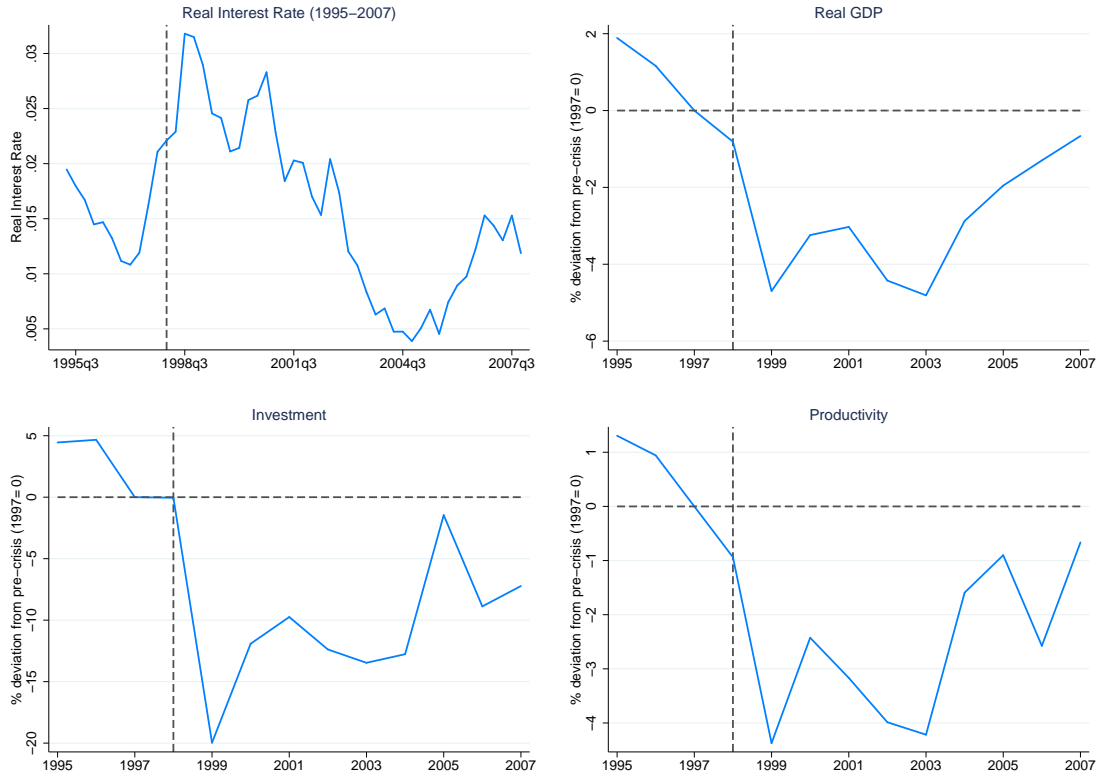 Real Interest Rate (1995−2007)
Real Interest Rate
.03
.025
.02
.015
.01
.005
1995q3 1998q3 2001q3 2004q3 2007q3
Real GDP
% deviation from pre−crisis (1997= 0)
2
0
−2
−4
−6
1995 1997 1999 2001 2003 2005 2007
Investment
% deviation from pre−crisis (1997= 0)
5
0
−5
−10
−15
−20
1995 1997 1999 2001 2003 2005 2007
Productivity
% deviation from pre−crisis (1997= 0)
1
0
−1
−2
−3
−4
1995 1997 1999 2001 2003 2005 2007